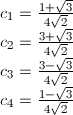 c₁ = (1+√3)/(4√2)
c₂ = (3+√3)/(4√2)
c₃ = (3−√3)/(4√2)
c₄ = (1−√3)/(4√2)